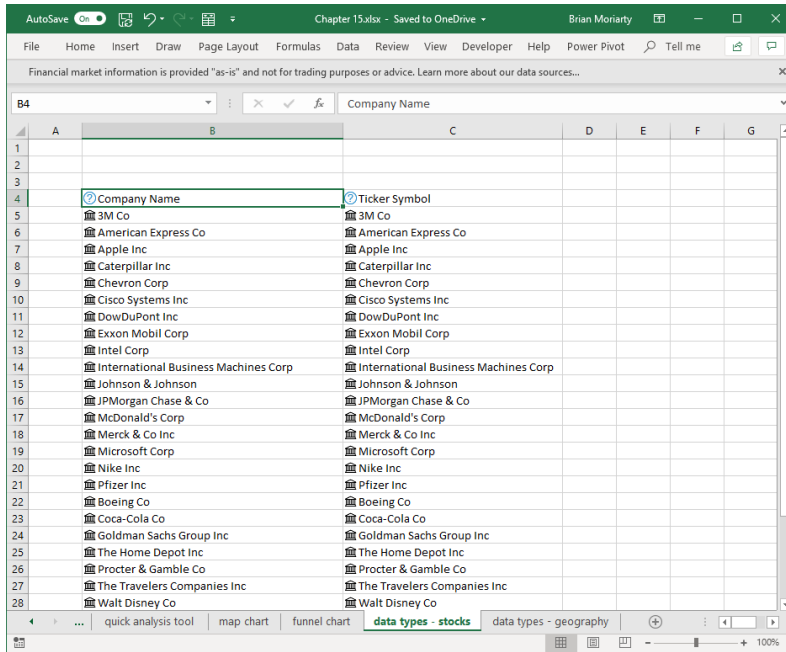 AutoSave On Chapter 15.xlsx - Saved to OneDrive Brian Moriarty
File Home Insert Draw Page Layout Formulas Data Review View Developer Help Power Pivot Tell me
Financial market information is provided "as-is" and not for trading purposes or advice. Learn more about our data sources...
B4 fx Company Name
A B C D E F G
1
2
3
4 Company Name Ticker Symbol
5 3M Co 3M Co
6 American Express Co American Express Co
7 Apple Inc Apple Inc
8 Caterpillar Inc Caterpillar Inc
9 Chevron Corp Chevron Corp
10 Cisco Systems Inc Cisco Systems Inc
11 DowDuPont Inc DowDuPont Inc
12 Exxon Mobil Corp Exxon Mobil Corp
13 Intel Corp Intel Corp
14 International Business Machines Corp International Business Machines Corp
15 Johnson & Johnson Johnson & Johnson
16 JPMorgan Chase & Co JPMorgan Chase & Co
17 McDonald's Corp McDonald's Corp
18 Merck & Co Inc Merck & Co Inc
19 Microsoft Corp Microsoft Corp
20 Nike Inc Nike Inc
21 Pfizer Inc Pfizer Inc
22 Boeing Co Boeing Co
23 Coca-Cola Co Coca-Cola Co
24 Goldman Sachs Group Inc Goldman Sachs Group Inc
25 The Home Depot Inc The Home Depot Inc
26 Procter & Gamble Co Procter & Gamble Co
27 The Travelers Companies Inc The Travelers Companies Inc
28 Walt Disney Co Walt Disney Co
... quick analysis tool map chart funnel chart data types - stocks data types - geography
100%